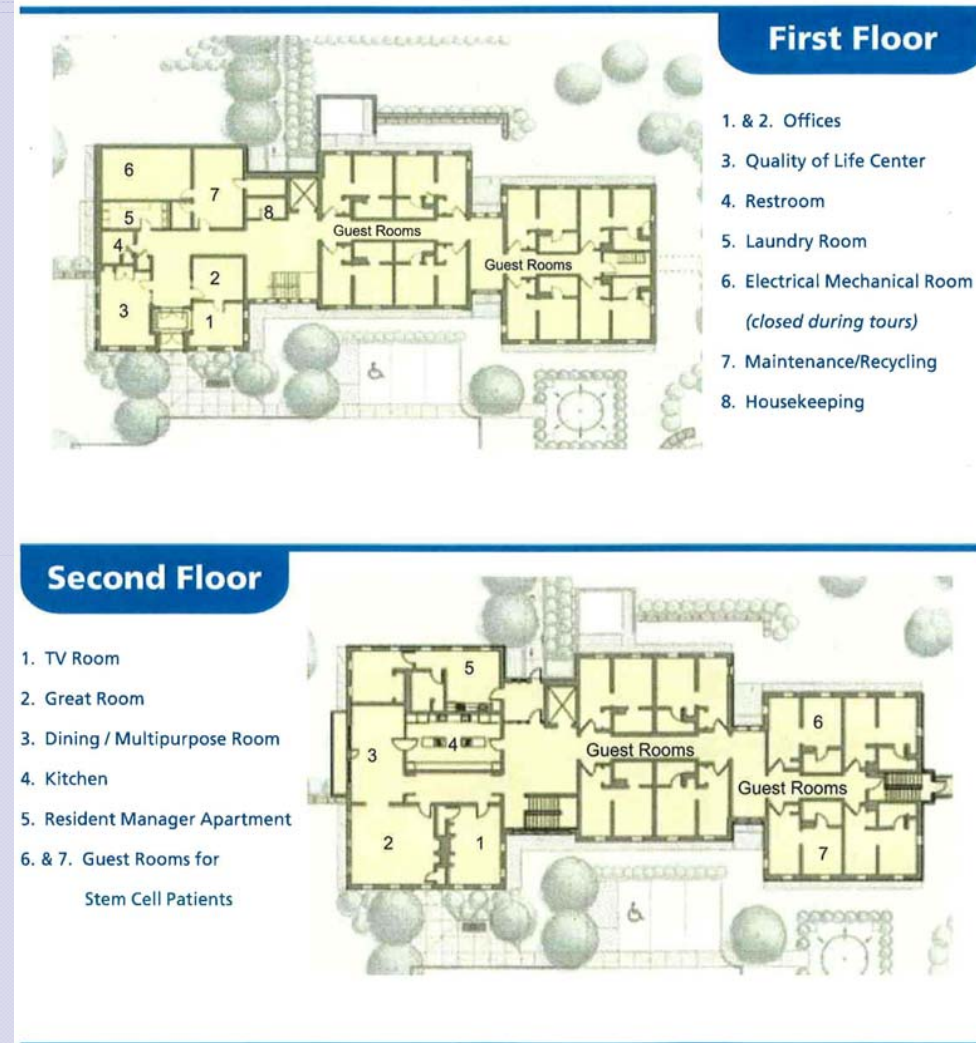 First Floor
6
7
5
8
4
2
3
1
Guest Rooms
Guest Rooms
1. & 2. Offices
3. Quality of Life Center
4. Restroom
5. Laundry Room
6. Electrical Mechanical Room
(closed during tours)
7. Maintenance/Recycling
8. Housekeeping
Second Floor
1. TV Room
2. Great Room
3. Dining / Multipurpose Room
4. Kitchen
5. Resident Manager Apartment
6. & 7. Guest Rooms for
Stem Cell Patients
5
3
4
2
1
Guest Rooms
6
Guest Rooms
7